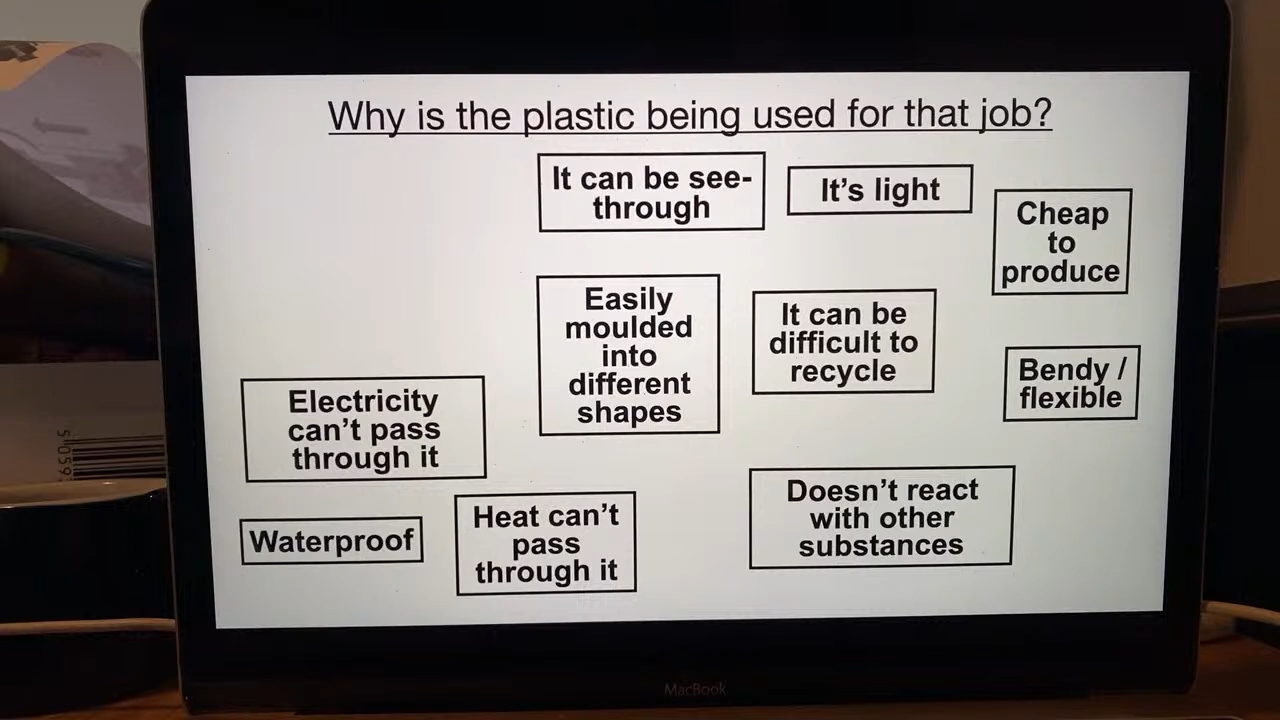 Why is the plastic being used for that job?
It can be see-
through
It's light
Cheap
to
produce
Easily
moulded
into
different
shapes
It can be
difficult to
recycle
Bendy /
flexible
Electricity
can't pass
through it
Waterproof
Heat can't
pass
through it
Doesn't react
with other
substances
MacBook